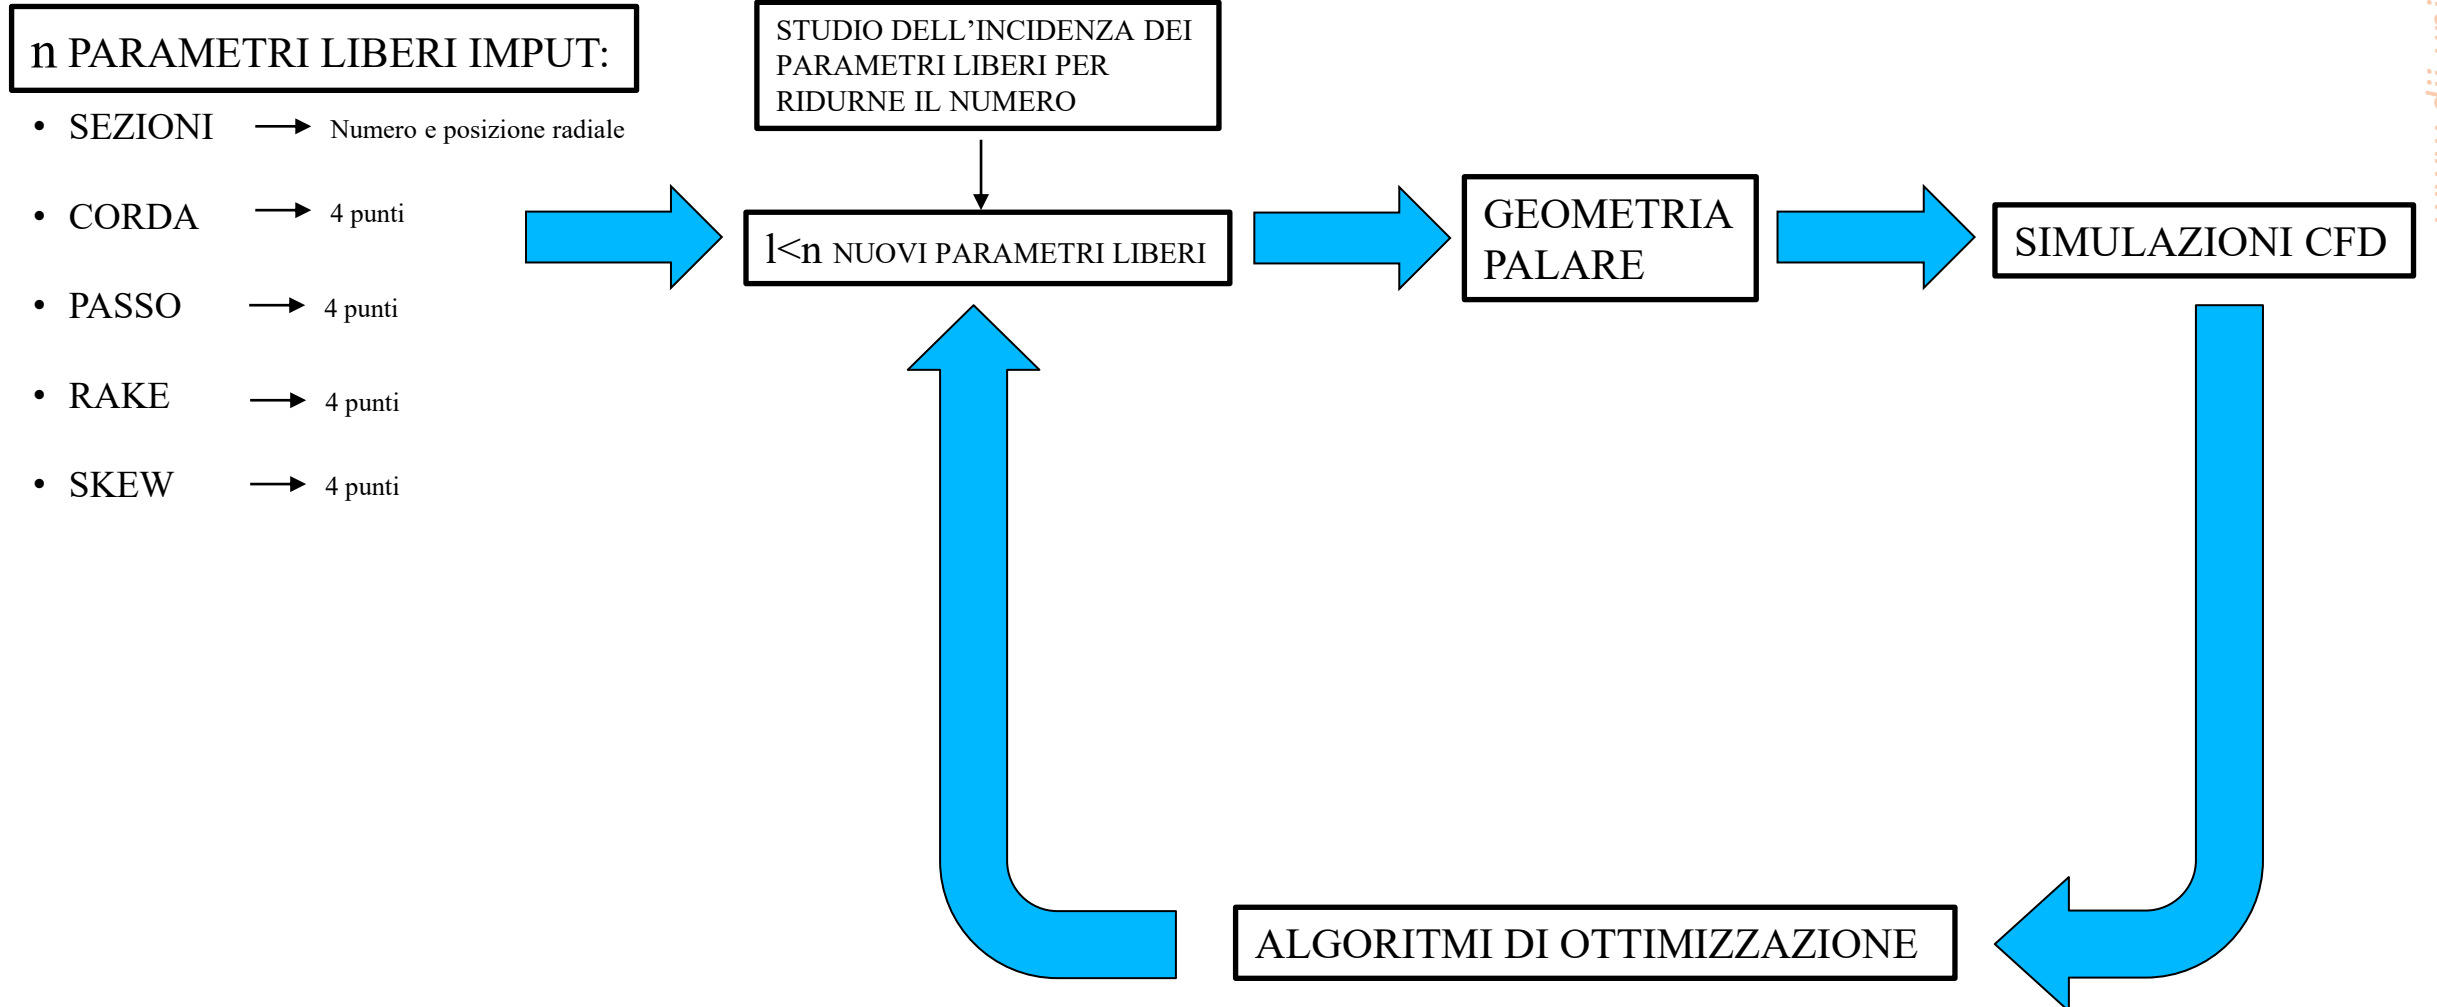 n PARAMETRI LIBERI IMPUT:
• SEZIONI → Numero e posizione radiale
• CORDA → 4 punti
• PASSO → 4 punti
• RAKE → 4 punti
• SKEW → 4 punti
STUDIO DELL’INCIDENZA DEI
PARAMETRI LIBERI PER
RIDURNE IL NUMERO
l<n NUOVI PARAMETRI LIBERI
GEOMETRIA
PALARE
SIMULAZIONI CFD
ALGORITMI DI OTTIMIZZAZIONE